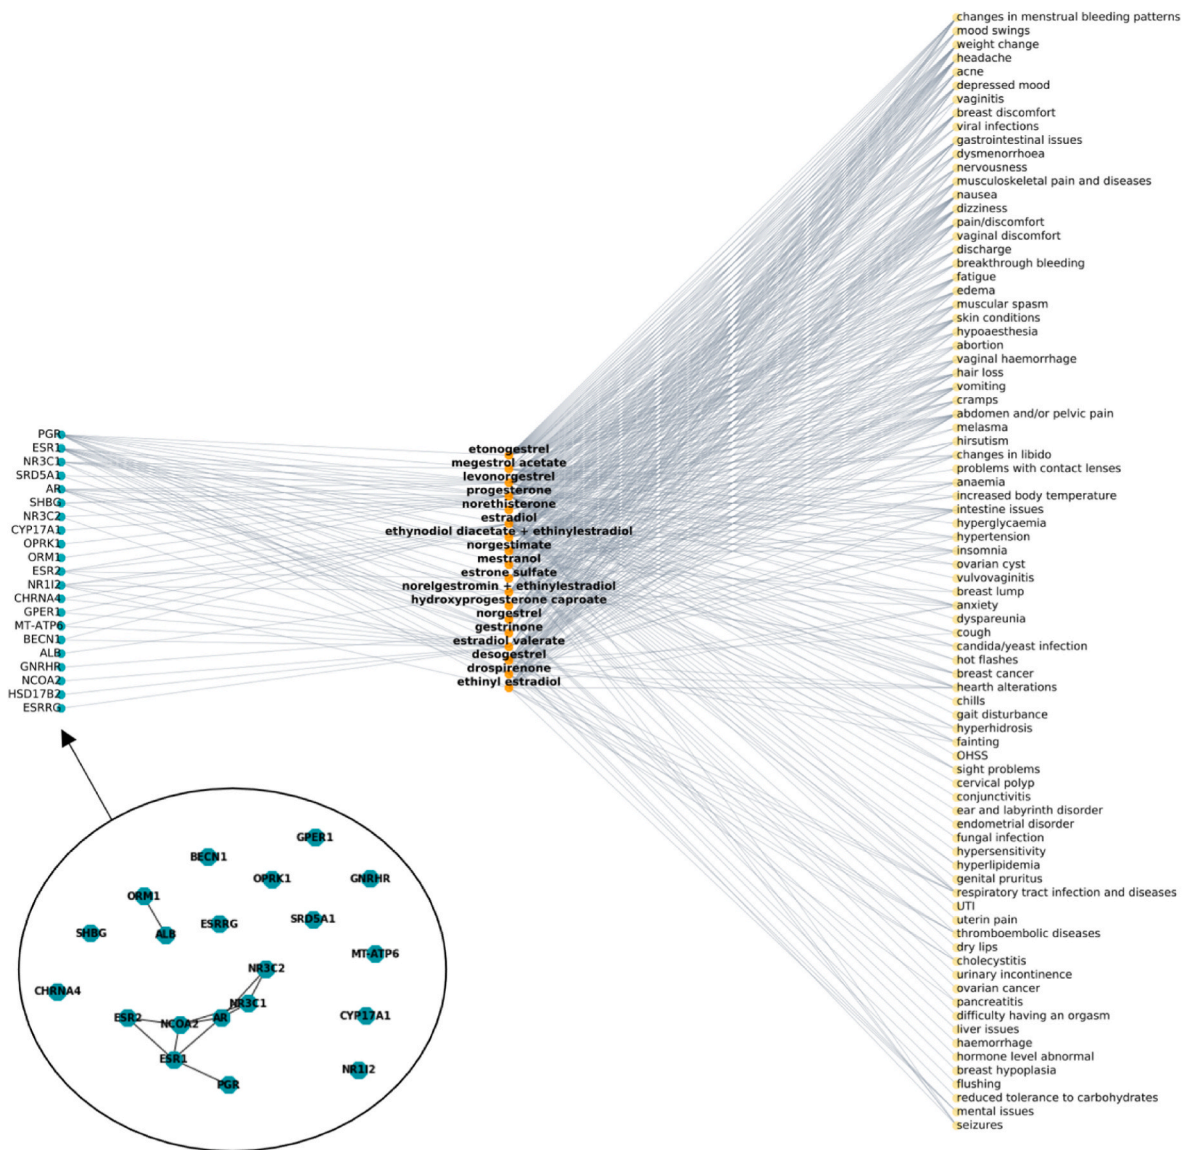 changes in menstrual bleeding patterns
mood swings
weight change
headache
acne
depressed mood
vaginitis
breast discomfort
viral infections
gastrointestinal issues
dysmenorrhoea
nervousness
musculoskeletal pain and diseases
nausea
dizziness
pain/discomfort
vaginal discomfort
discharge
breakthrough bleeding
fatigue
edema
muscular spasm
skin conditions
hypoaesthesia
abortion
vaginal haemorrhage
hair loss
vomiting
cramps
abdomen and/or pelvic pain
melasma
hirsutism
changes in libido
problems with contact lenses
anaemia
increased body temperature
intestine issues
hyperglycaemia
hypertension
insomnia
ovarian cyst
vulvovaginitis
breast lump
anxiety
dyspareunia
cough
candida/yeast infection
hot flashes
breast cancer
hearth alterations
chills
gait disturbance
hyperhidrosis
fainting
OHSS
sight problems
cervical polyp
conjunctivitis
ear and labyrinth disorder
endometrial disorder
fungal infection
hypersensitivity
hyperlipidemia
genital pruritus
respiratory tract infection and diseases
UTI
uterin pain
thromboembolic diseases
dry lips
cholecystitis
urinary incontinence
ovarian cancer
pancreatitis
difficulty having an orgasm
liver issues
haemorrhage
hormone level abnormal
breast hypoplasia
flushing
reduced tolerance to carbohydrates
mental issues
seizures
PGR
ESR1
NR3C1
SRD5A1
AR
SHBG
NR3C2
CYP17A1
OPRK1
ORM1
ESR2
NR1I2
CHRNA4
GPER1
MT-ATP6
BECN1
ALB
GNRHR
NCOA2
HSD17B2
ESRRG
etonogestrel
megestrol acetate
levonorgestrel
progesterone
norethisterone
estradiol
ethynodiol diacetate + ethinylestradiol
norgestimate
mestranol
estrone sulfate
norelgestromin + ethinylestradiol
hydroxyprogesterone caproate
norgestrel
gestrinone
estradiol valerate
desogestrel
drospirenone
ethinyl estradiol
GPER1
BECN1
OPRK1
GNRHR
ORM1
SRD5A1
ESRRG
SHBG
ALB
MT-ATP6
NR3C2
CHRNA4
NR3C1
ESR2
NCOA2
AR
CYP17A1
ESR1
NR1I2
PGR